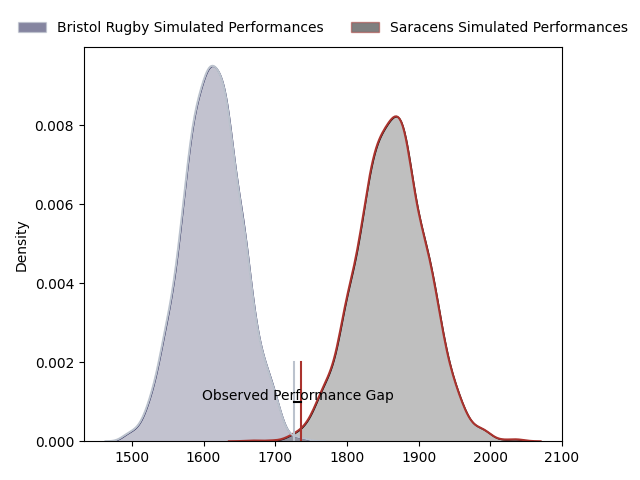 Bristol Rugby Simulated Performances
Saracens Simulated Performances
Density
0.008
0.006
0.004
0.002
0.000
Observed Performance Gap
1500 1600 1700 1800 1900 2000 2100